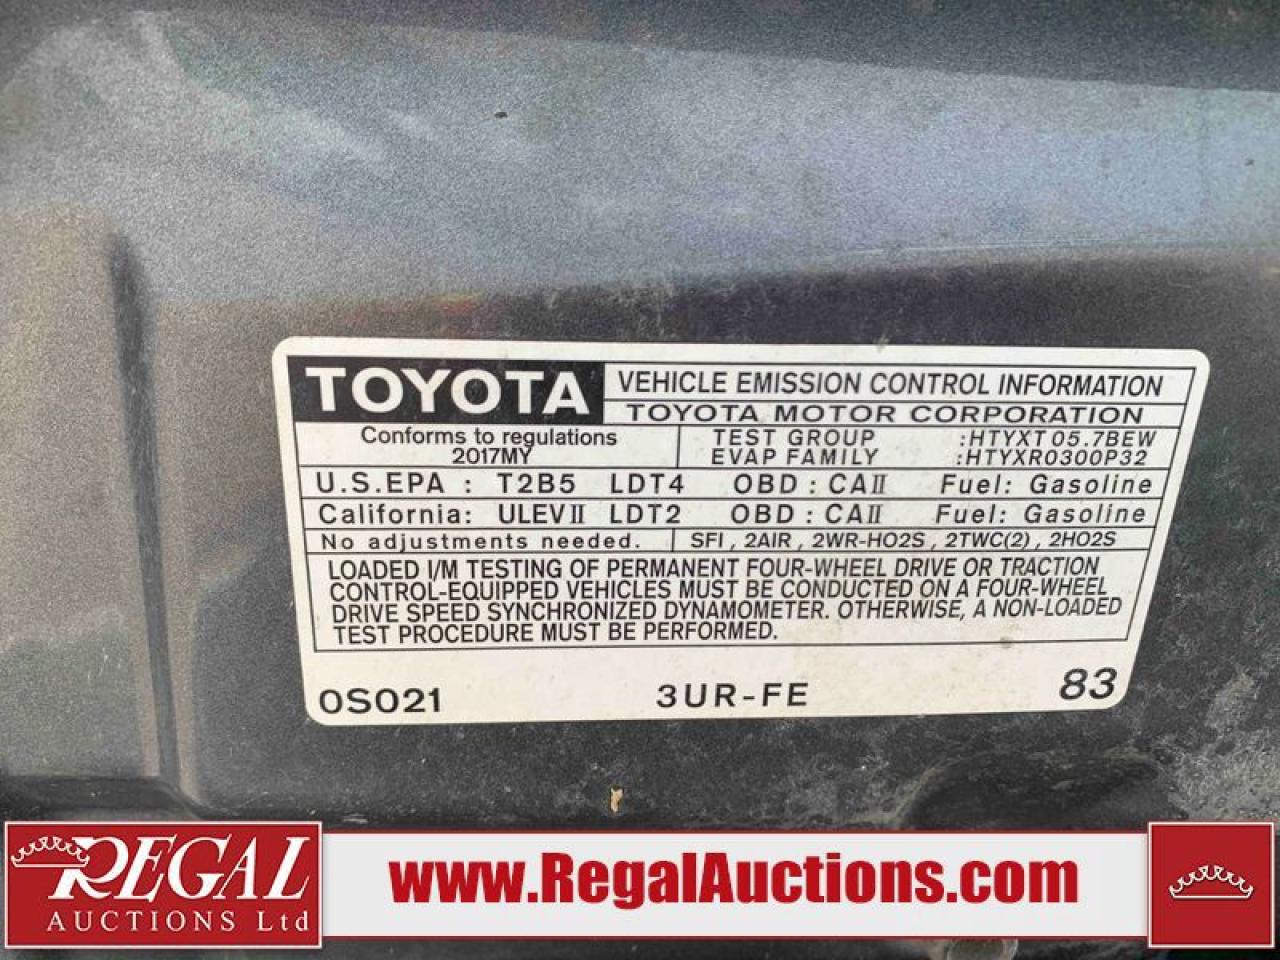 TOYOTA
VEHICLE EMISSION CONTROL INFORMATION
TOYOTA MOTOR CORPORATION
Conforms to regulations
2017MY
TEST GROUP :HTYXT05.7BEW
EVAP FAMILY :HTYXR0300P32
U.S.EPA : T2B5 LDT4 OBD : CAII Fuel: Gasoline
California: ULEVII LDT2 OBD : CAII Fuel: Gasoline
No adjustments needed. SFI , 2AIR , 2WR-HO2S , 2TWC(2) , 2HO2S
LOADED I/M TESTING OF PERMANENT FOUR-WHEEL DRIVE OR TRACTION
CONTROL-EQUIPPED VEHICLES MUST BE CONDUCTED ON A FOUR-WHEEL
DRIVE SPEED SYNCHRONIZED DYNAMOMETER. OTHERWISE, A NON-LOADED
TEST PROCEDURE MUST BE PERFORMED.
0S021 3UR-FE 83
REGAL
AUCTIONS Ltd
www.RegalAuctions.com